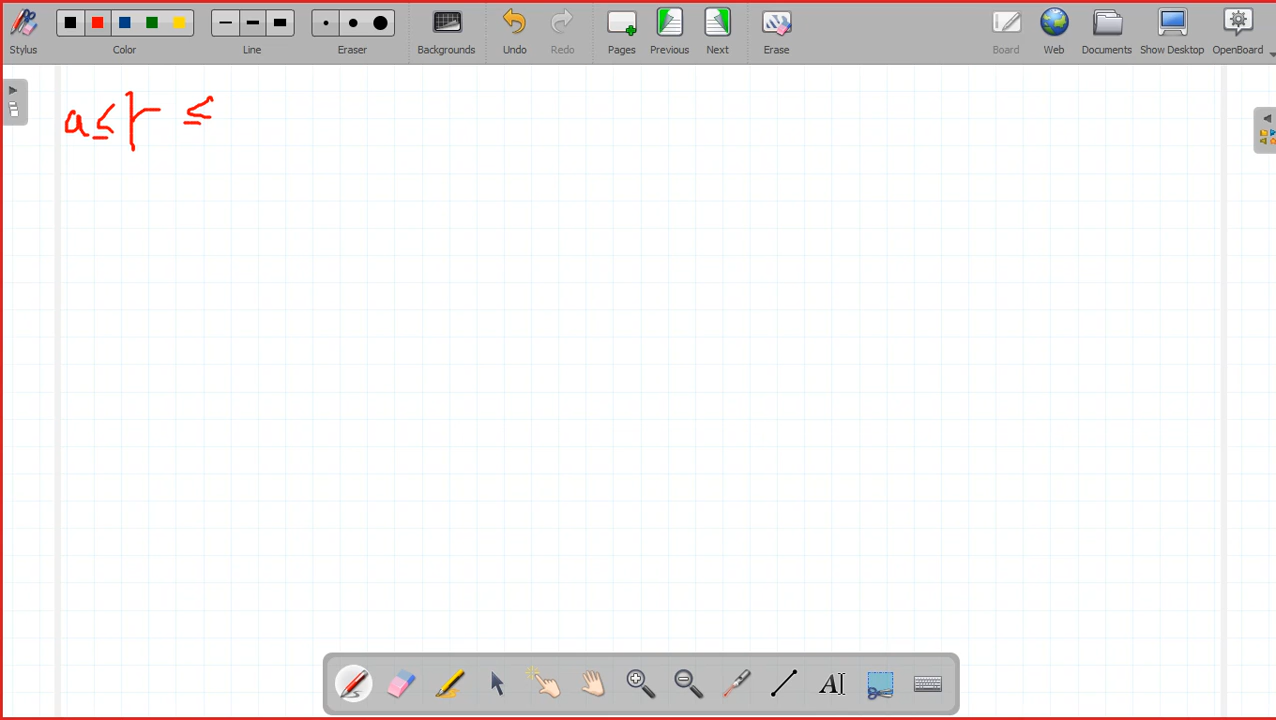 Stylus Color Line Eraser Backgrounds Undo Redo Pages Previous Next Erase Board Web Documents Show Desktop OpenBoard
a ≤ r ≤
A